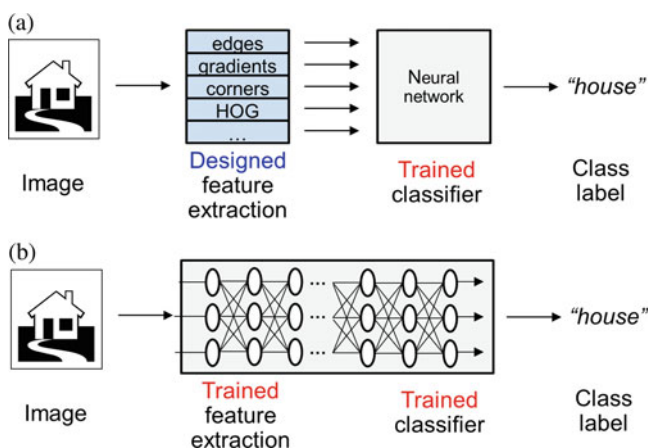 (a)
edges
gradients
corners
HOG
...
Neural
network
"house"
Image
Designed
feature
extraction
Trained
classifier
Class
label
(b)
...
...
...
"house"
Image
Trained
feature
extraction
Trained
classifier
Class
label